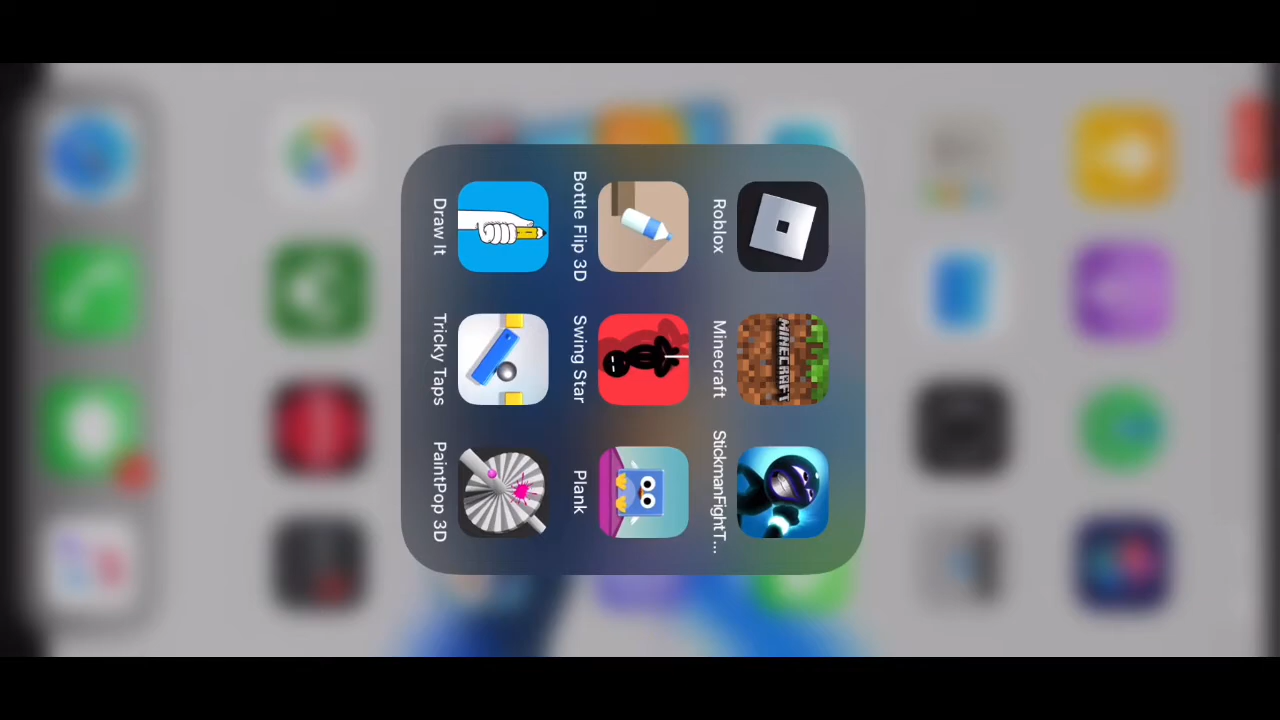 Roblox
Minecraft
MINECRAFT
StickmanFightT...
Bottle Flip 3D
Swing Star
Plank
Draw It
Tricky Taps
PaintPop 3D